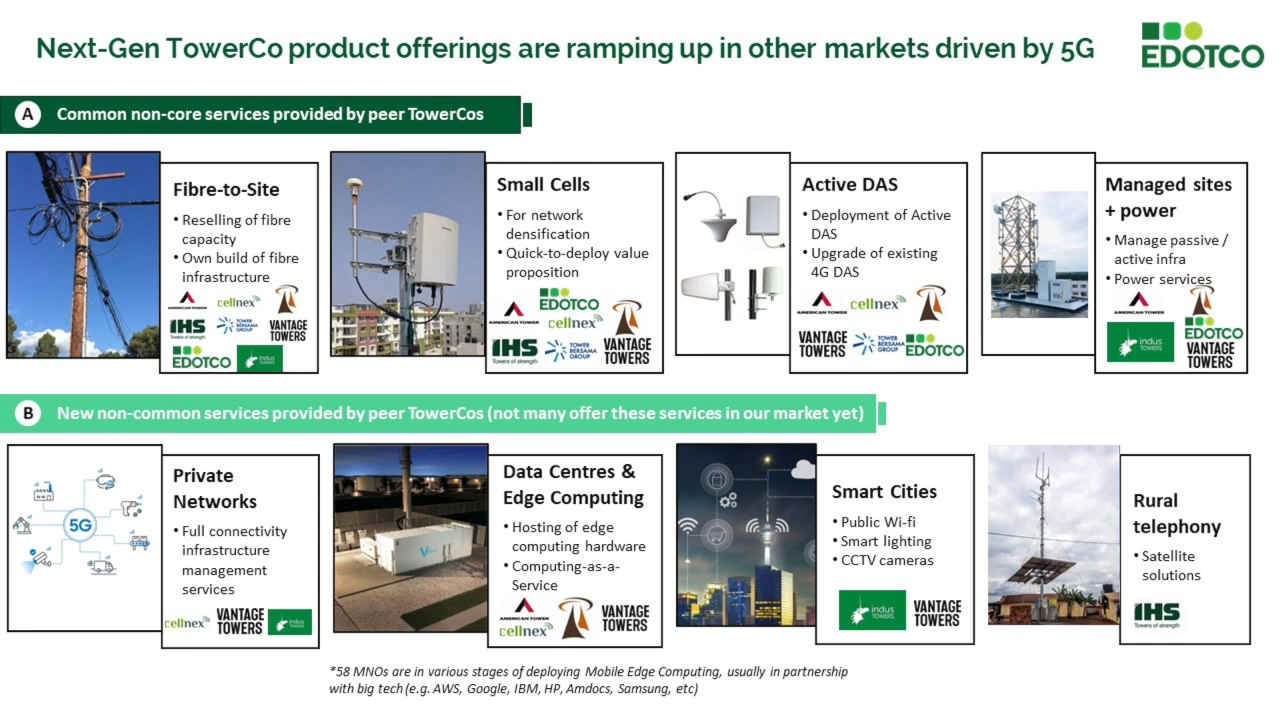 Next-Gen TowerCo product offerings are ramping up in other markets driven by 5G
EDOTCO
A
Common non-core services provided by peer TowerCos
Fibre-to-Site
• Reselling of fibre
capacity
• Own build of fibre
infrastructure
AMERICAN TOWER
cellnex
IHS
Towers of strength
TOWER
BERSAMA
GROUP
VANTAGE
TOWERS
EDOTCO
indus
TOWERS
Small Cells
• For network
densification
• Quick-to-deploy value
proposition
AMERICAN TOWER
EDOTCO
cellnex
IHS
Towers of strength
TOWER
BERSAMA
GROUP
VANTAGE
TOWERS
Active DAS
• Deployment of Active
DAS
• Upgrade of existing
4G DAS
AMERICAN TOWER
cellnex
VANTAGE
TOWERS
TOWER
BERSAMA
GROUP
EDOTCO
Managed sites
+ power
• Manage passive /
active infra
• Power services
AMERICAN TOWER
indus
TOWERS
EDOTCO
VANTAGE
TOWERS
B
New non-common services provided by peer TowerCos (not many offer these services in our market yet)
5G
Private
Networks
• Full connectivity
infrastructure
management
services
cellnex
VANTAGE
TOWERS
indus
TOWERS
Data Centres &
Edge Computing
• Hosting of edge
computing hardware
• Computing-as-a-
Service
AMERICAN TOWER
cellnex
VANTAGE
TOWERS
Smart Cities
• Public Wi-fi
• Smart lighting
• CCTV cameras
indus
TOWERS
VANTAGE
TOWERS
Rural
telephony
• Satellite
solutions
IHS
Towers of strength
*58 MNOs are in various stages of deploying Mobile Edge Computing, usually in partnership
with big tech (e.g. AWS, Google, IBM, HP, Amdocs, Samsung, etc)